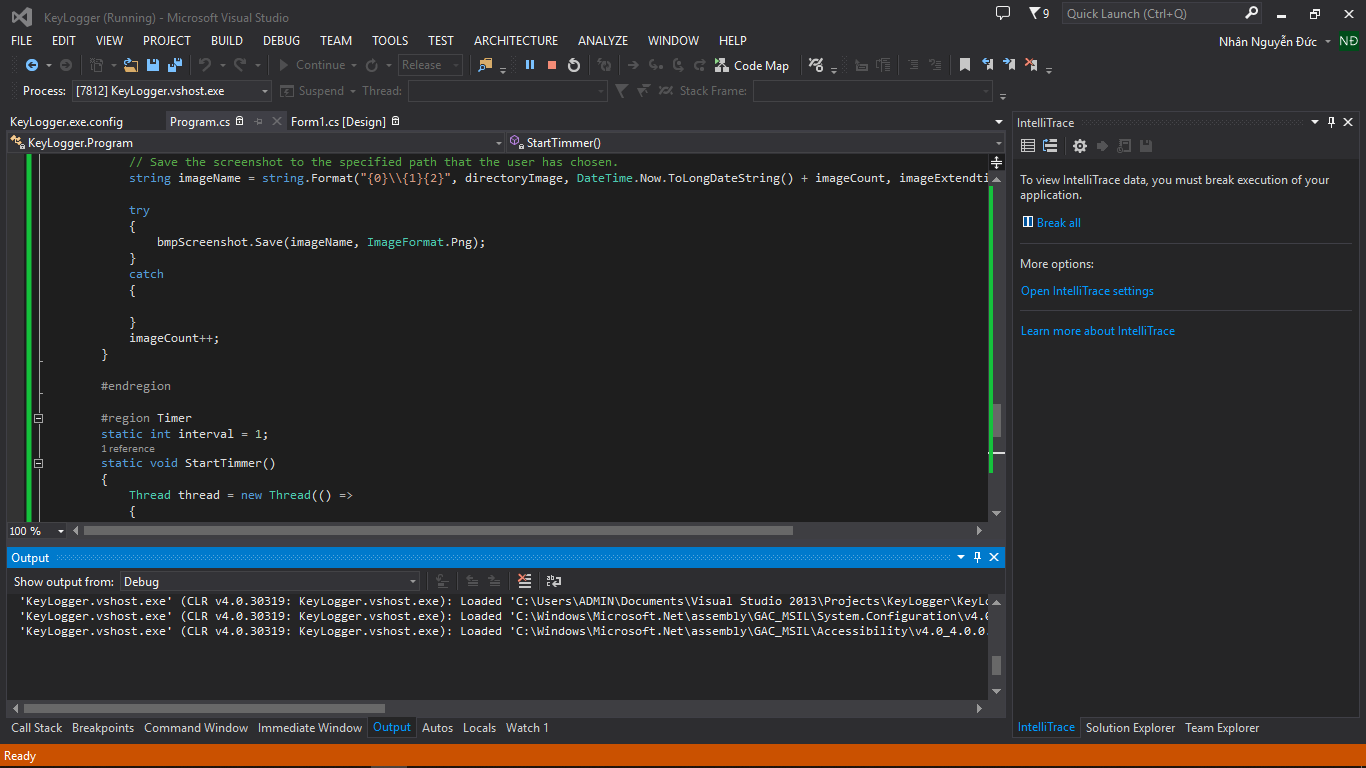 KeyLogger (Running) - Microsoft Visual Studio
9
Quick Launch (Ctrl+Q)
FILE EDIT VIEW PROJECT BUILD DEBUG TEAM TOOLS TEST ARCHITECTURE ANALYZE WINDOW HELP
Nhân Nguyễn Đức
NĐ
Continue
Release
Code Map
Process: [7812] KeyLogger.vshost.exe
Suspend
Thread:
Stack Frame:
KeyLogger.exe.config
Program.cs
Form1.cs [Design]
KeyLogger.Program
StartTimmer()
// Save the screenshot to the specified path that the user has chosen.
string imageName = string.Format("{0}\\{1}{2}", directoryImage, DateTime.Now.ToLongDateString() + imageCount, imageExtendti
try
{
bmpScreenshot.Save(imageName, ImageFormat.Png);
}
catch
{
}
imageCount++;
}
#endregion
#region Timer
static int interval = 1;
1 reference
static void StartTimmer()
{
Thread thread = new Thread(() =>
{
100 %
Output
Show output from: Debug
'KeyLogger.vshost.exe' (CLR v4.0.30319: KeyLogger.vshost.exe): Loaded 'C:\Users\ADMIN\Documents\Visual Studio 2013\Projects\KeyLogger\KeyLo
'KeyLogger.vshost.exe' (CLR v4.0.30319: KeyLogger.vshost.exe): Loaded 'C:\Windows\Microsoft.Net\assembly\GAC_MSIL\System.Configuration\v4.0
'KeyLogger.vshost.exe' (CLR v4.0.30319: KeyLogger.vshost.exe): Loaded 'C:\Windows\Microsoft.Net\assembly\GAC_MSIL\Accessibility\v4.0_4.0.0.
Call Stack Breakpoints Command Window Immediate Window Output Autos Locals Watch 1
IntelliTrace
To view IntelliTrace data, you must break execution of your
application.
Break all
More options:
Open IntelliTrace settings
Learn more about IntelliTrace
IntelliTrace Solution Explorer Team Explorer
Ready